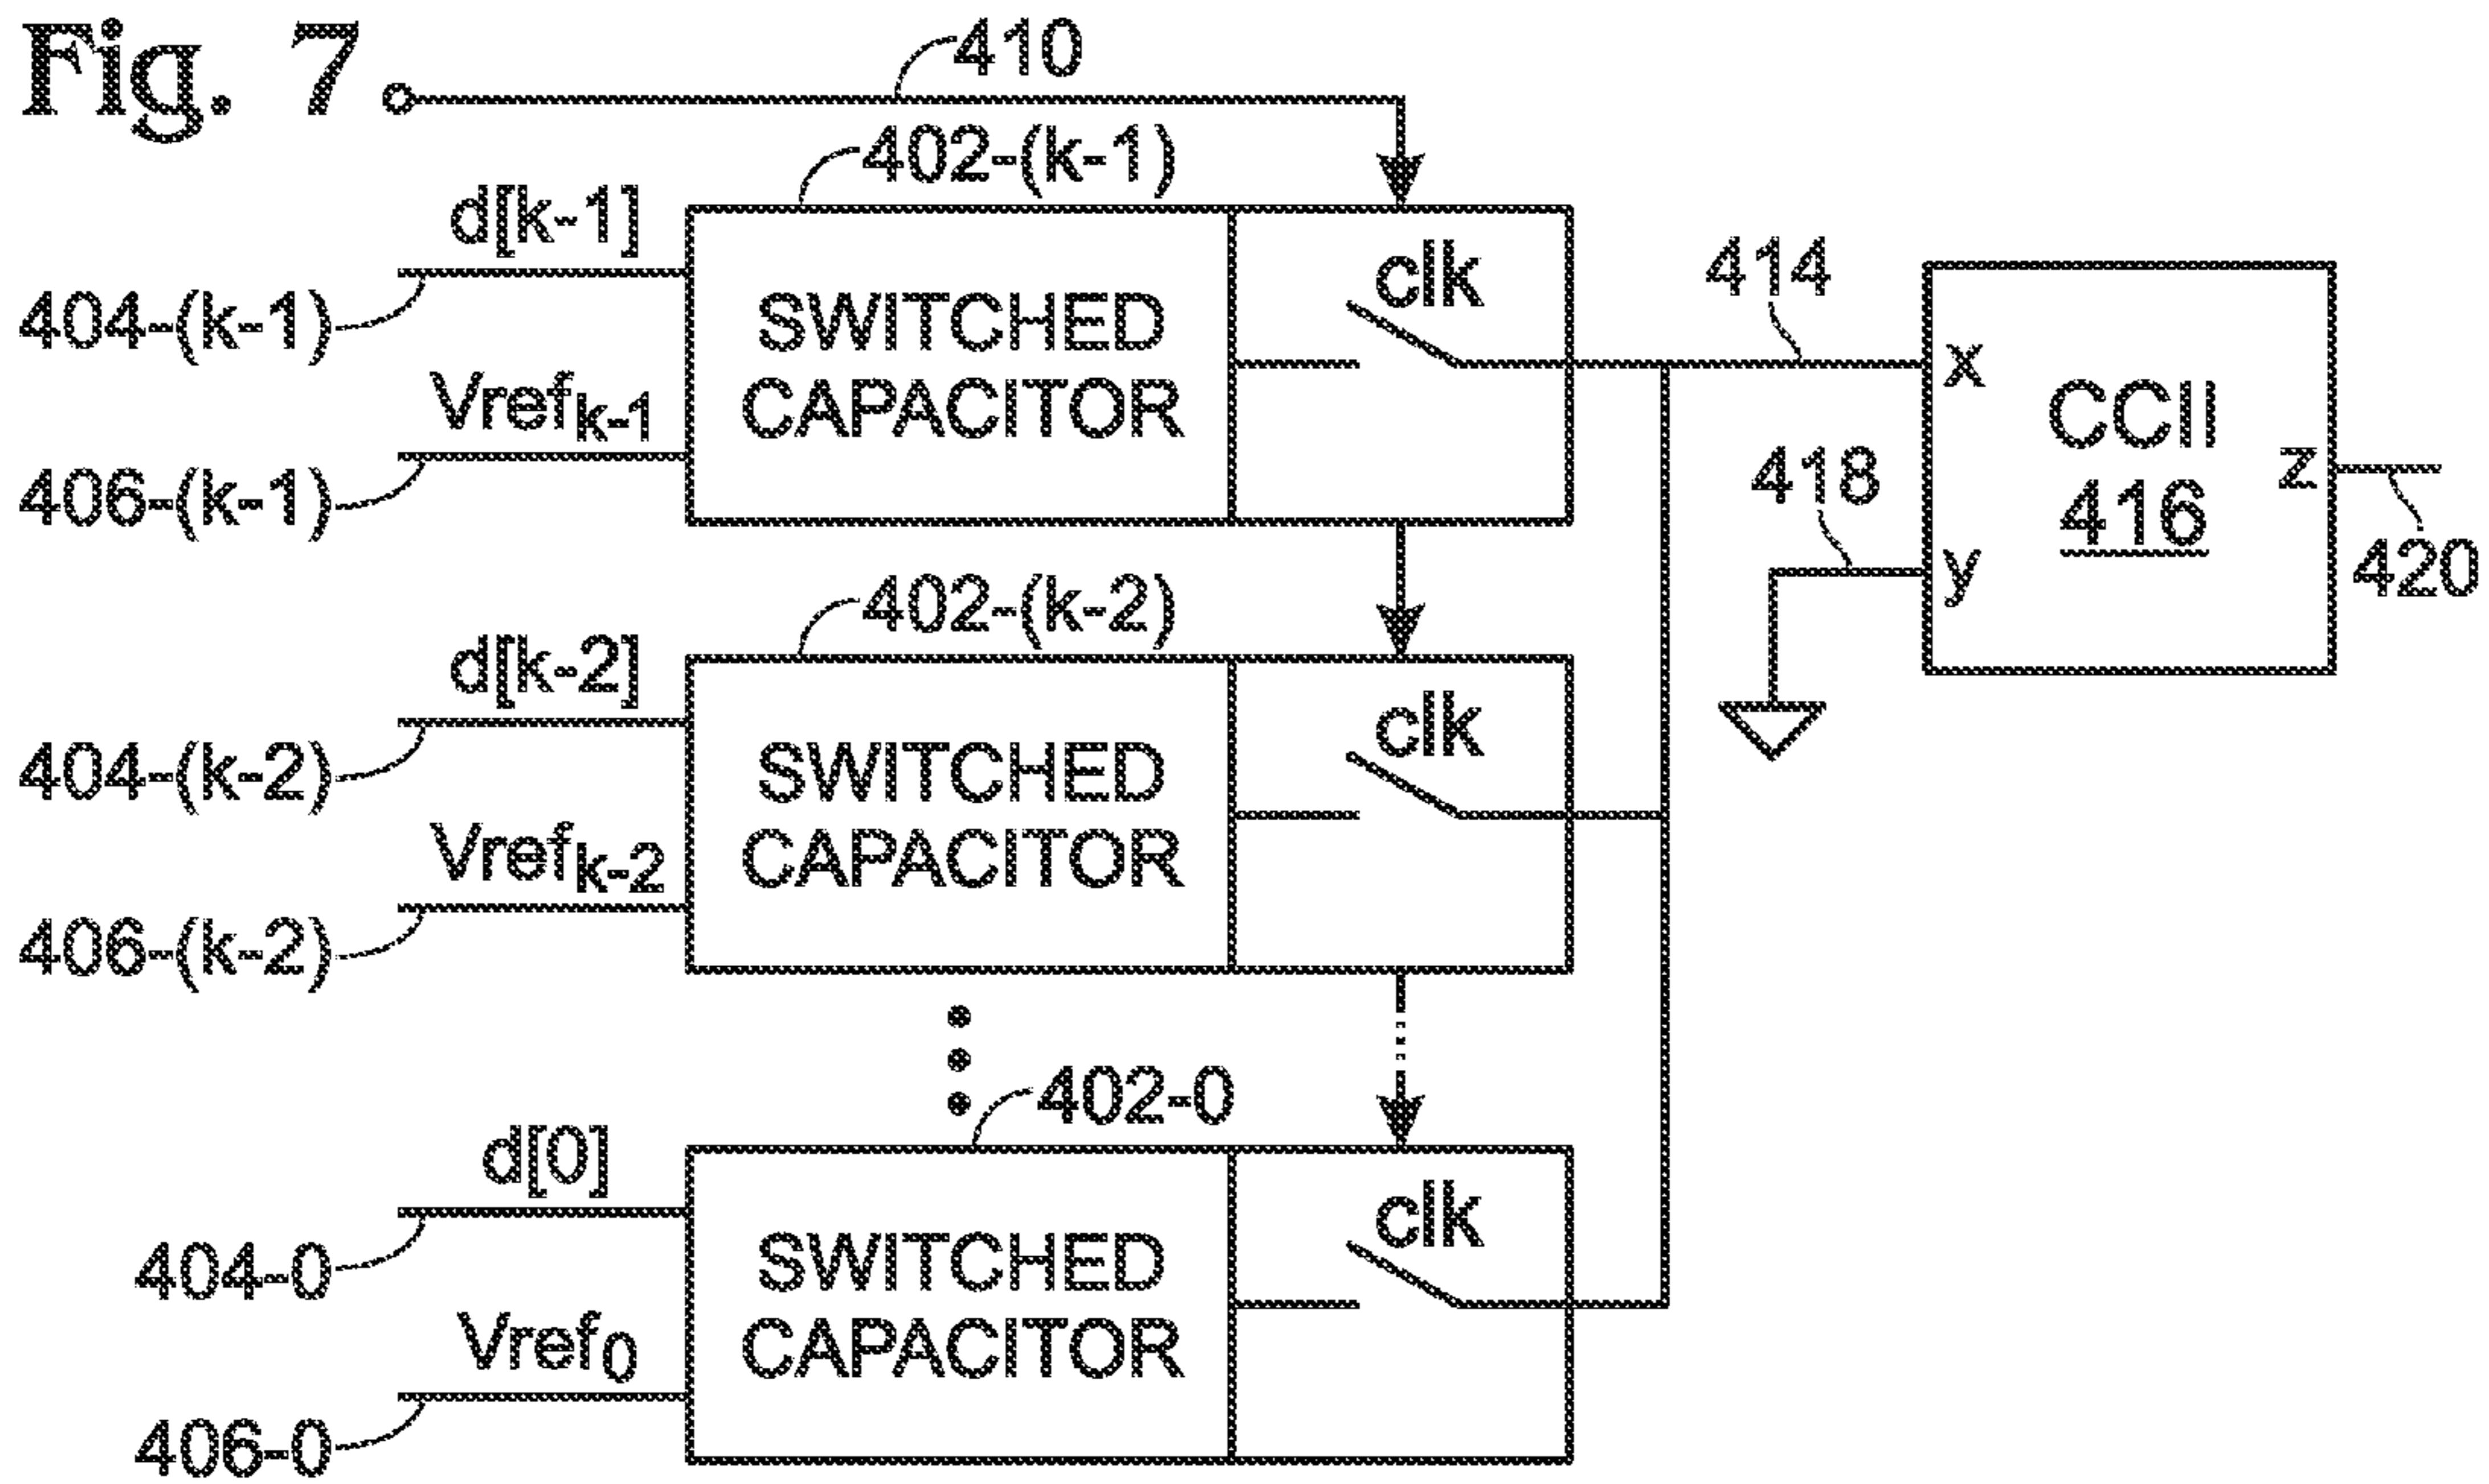 Fig. 7
410
402-(k-1)
d[k-1]
404-(k-1)
Vrefk-1
406-(k-1)
SWITCHED
CAPACITOR
clk
414
x
CCII
416
z
418
y
420
402-(k-2)
d[k-2]
404-(k-2)
Vrefk-2
406-(k-2)
SWITCHED
CAPACITOR
clk
402-0
d[0]
404-0
Vref0
406-0
SWITCHED
CAPACITOR
clk